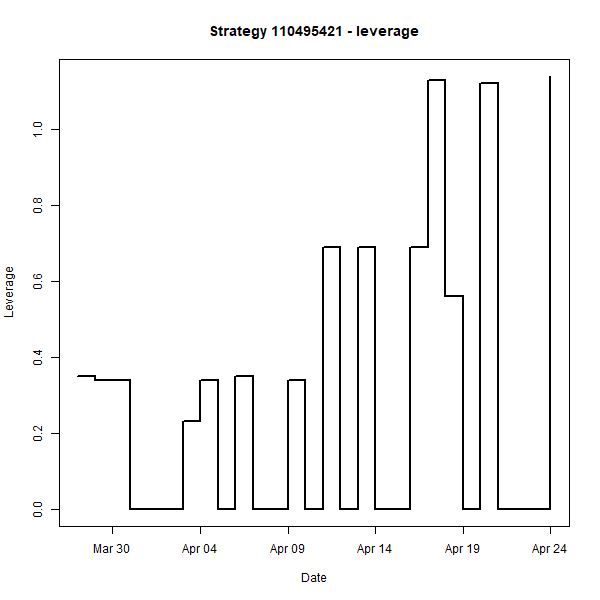 Strategy 110495421 - leverage
Leverage
1.0
0.8
0.6
0.4
0.2
0.0
Mar 30
Apr 04
Apr 09
Apr 14
Apr 19
Apr 24
Date